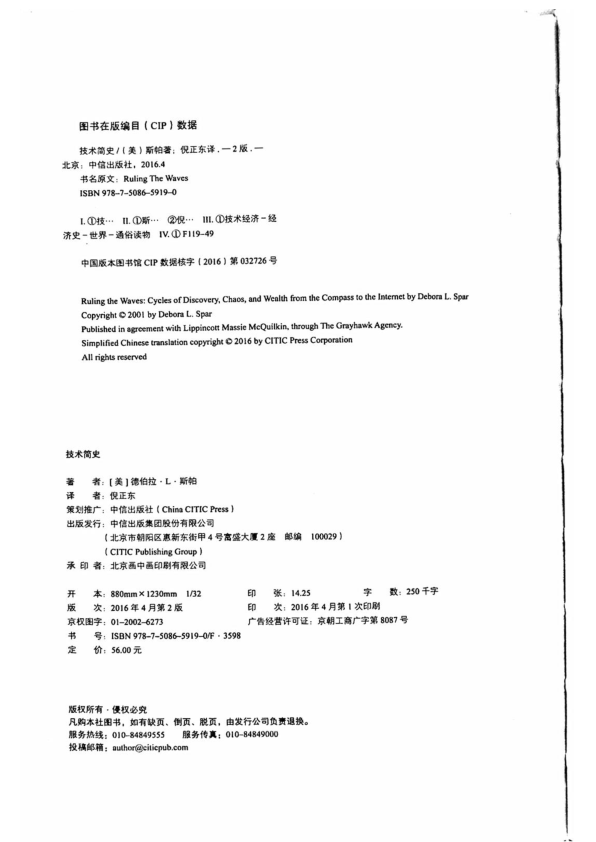 图书在版编目（CIP）数据
技术简史 /（美）斯帕著；倪正东译 . — 2 版 . —
北京：中信出版社，2016.4
书名原文：Ruling The Waves
ISBN 978-7-5086-5919-0
I. ①技… II. ①斯… ②倪… III. ①技术经济－经
济史－世界－通俗读物 IV. ① F119-49
中国版本图书馆 CIP 数据核字（2016）第 032726 号
Ruling the Waves: Cycles of Discovery, Chaos, and Wealth from the Compass to the Internet by Debora L. Spar
Copyright © 2001 by Debora L. Spar
Published in agreement with Lippincott Massie McQuilkin, through The Grayhawk Agency.
Simplified Chinese translation copyright © 2016 by CITIC Press Corporation
All rights reserved
技术简史
著 者：[ 美 ] 德伯拉 · L · 斯帕
译 者：倪正东
策划推广：中信出版社（China CITIC Press）
出版发行：中信出版集团股份有限公司
（北京市朝阳区惠新东街甲 4 号富盛大厦 2 座 邮编 100029）
（CITIC Publishing Group）
承 印 者：北京画中画印刷有限公司
开 本：880mm×1230mm 1/32 印 张：14.25 字 数：250 千字
版 次：2016 年 4 月第 2 版 印 次：2016 年 4 月第 1 次印刷
京权图字：01-2002-6273 广告经营许可证：京朝工商广字第 8087 号
书 号：ISBN 978-7-5086-5919-0/F · 3598
定 价：56.00 元
版权所有 · 侵权必究
凡购本社图书，如有缺页、倒页、脱页，由发行公司负责退换。
服务热线：010-84849555 服务传真：010-84849000
投稿邮箱：author@citicpub.com